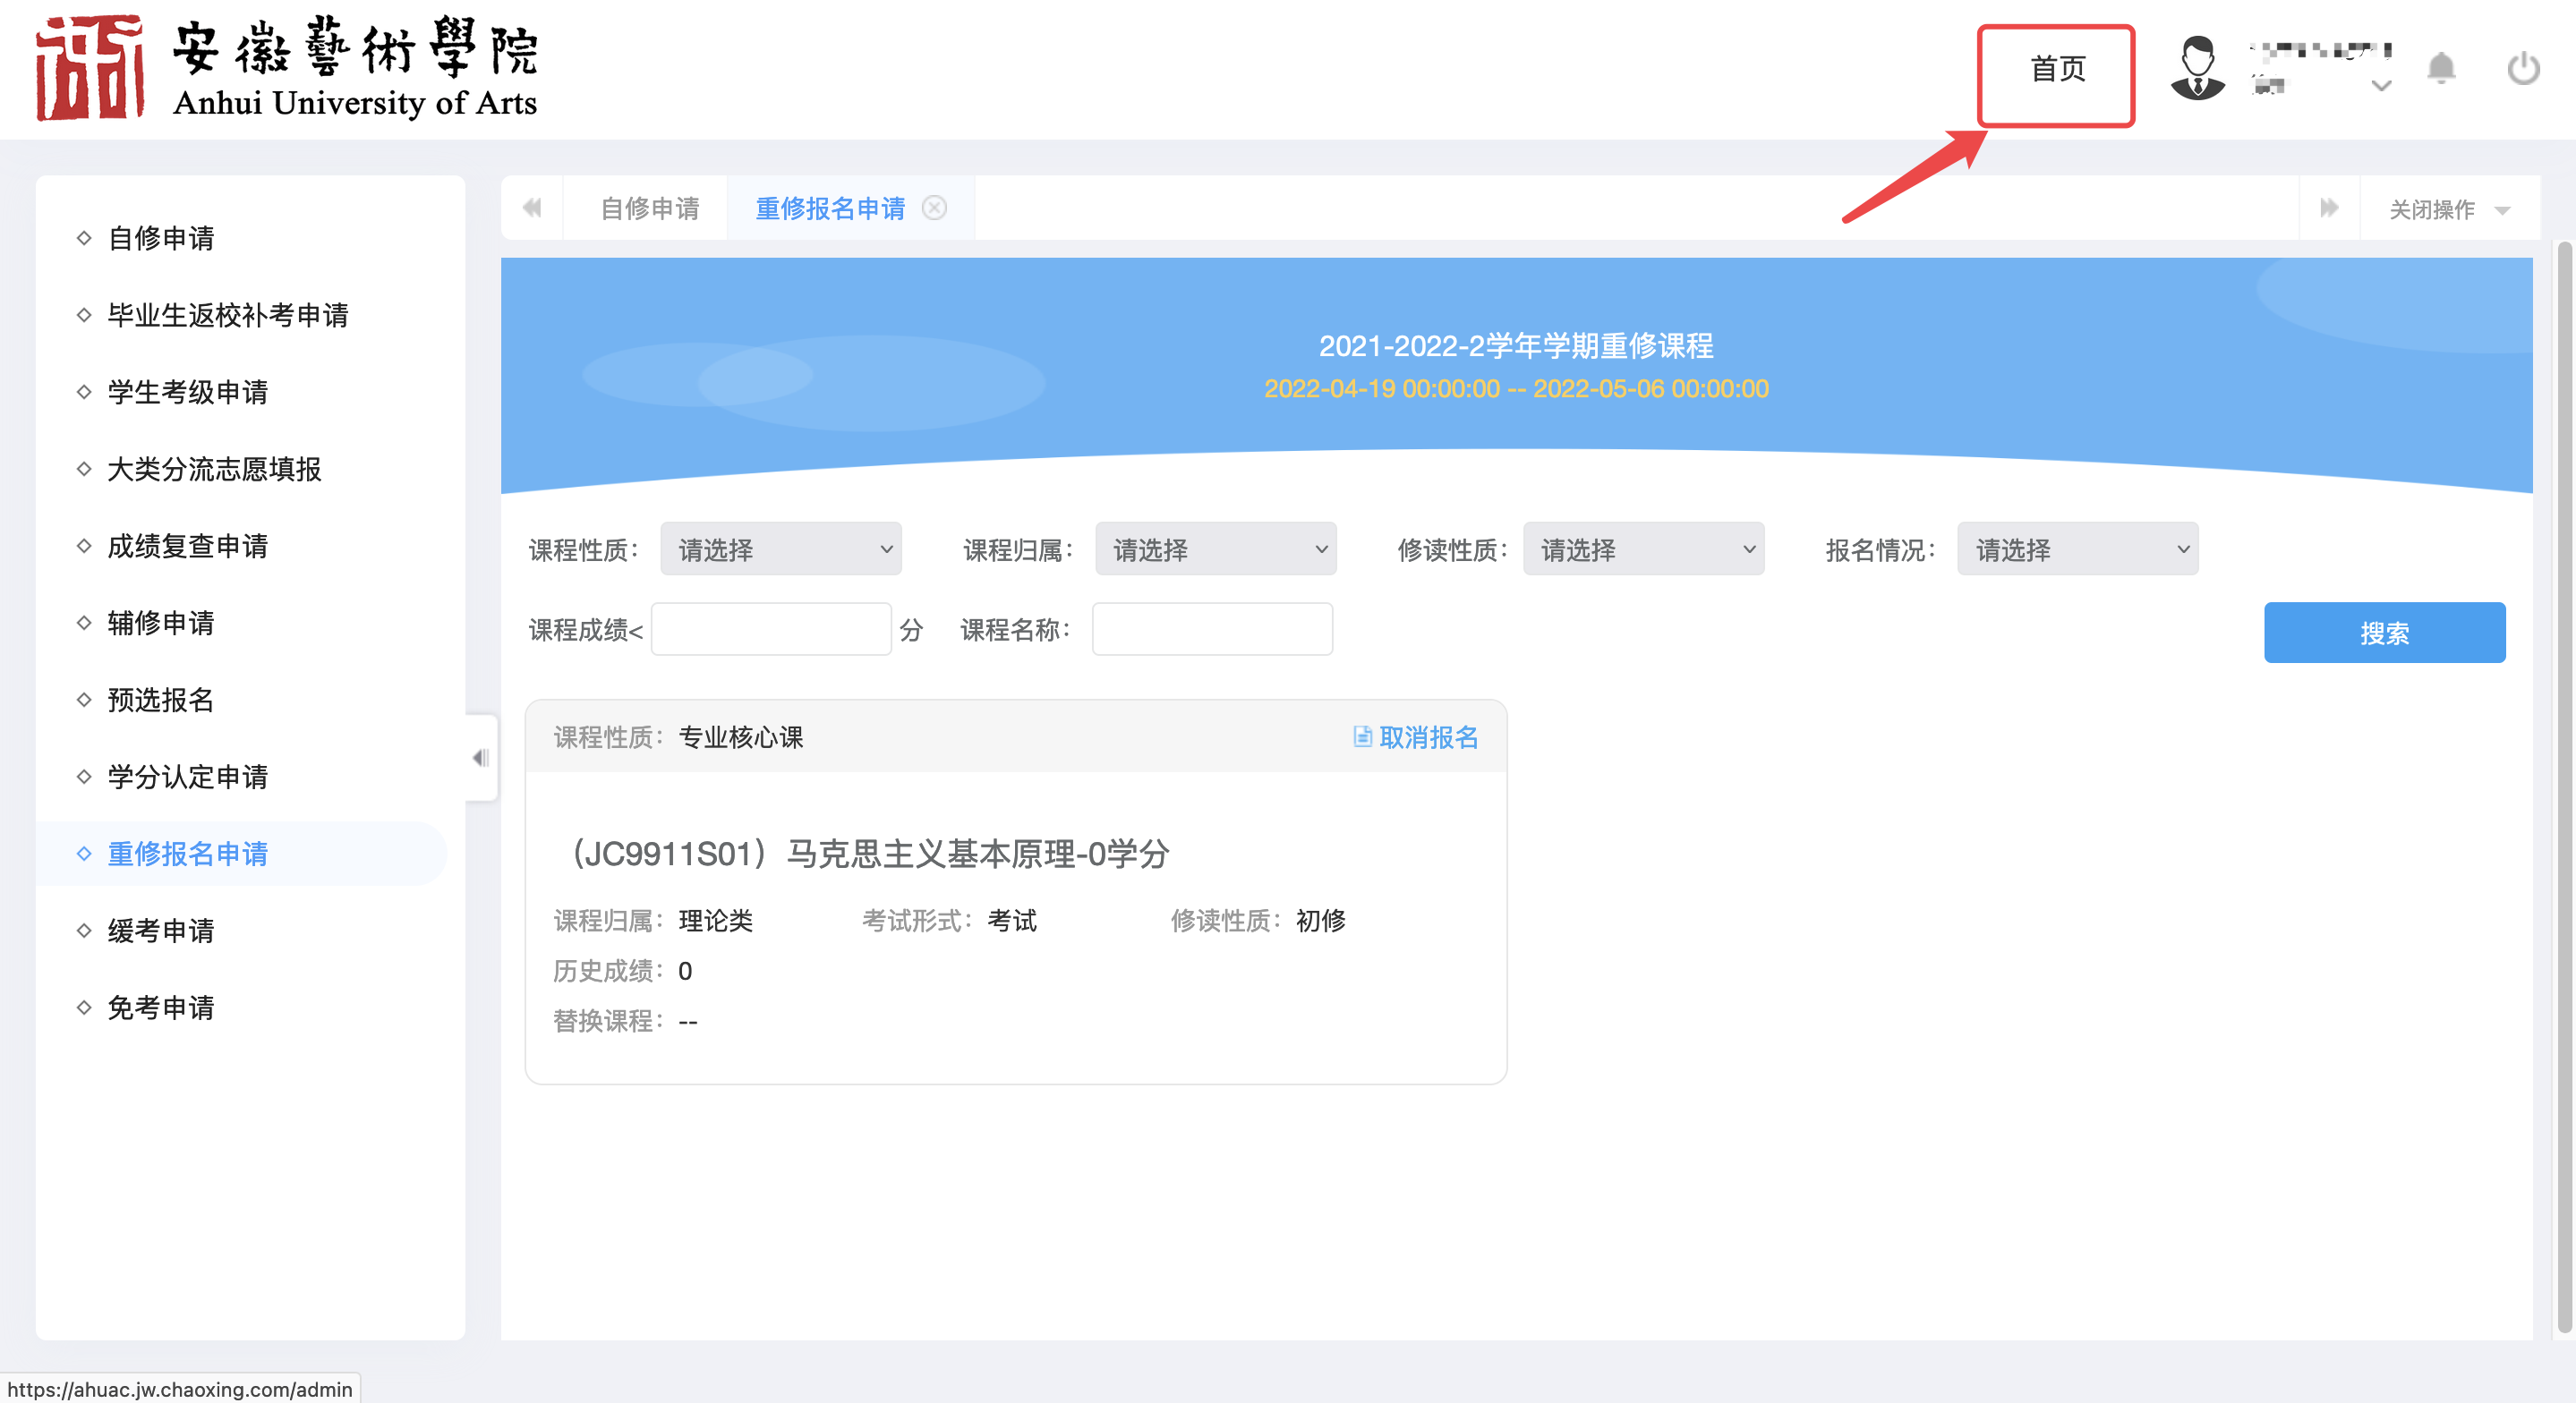 安徽藝術學院
Anhui University of Arts
首页
自修申请
重修报名申请
关闭操作
自修申请
毕业生返校补考申请
学生考级申请
大类分流志愿填报
成绩复查申请
辅修申请
预选报名
学分认定申请
重修报名申请
缓考申请
免考申请
2021-2022-2学年学期重修课程
2022-04-19 00:00:00 -- 2022-05-06 00:00:00
课程性质： 请选择 课程归属： 请选择 修读性质： 请选择 报名情况： 请选择
课程成绩< 分 课程名称： 搜索
课程性质： 专业核心课 取消报名
（JC9911S01）马克思主义基本原理-0学分
课程归属： 理论类 考试形式： 考试 修读性质： 初修
历史成绩： 0
替换课程： --
https://ahuac.jw.chaoxing.com/admin